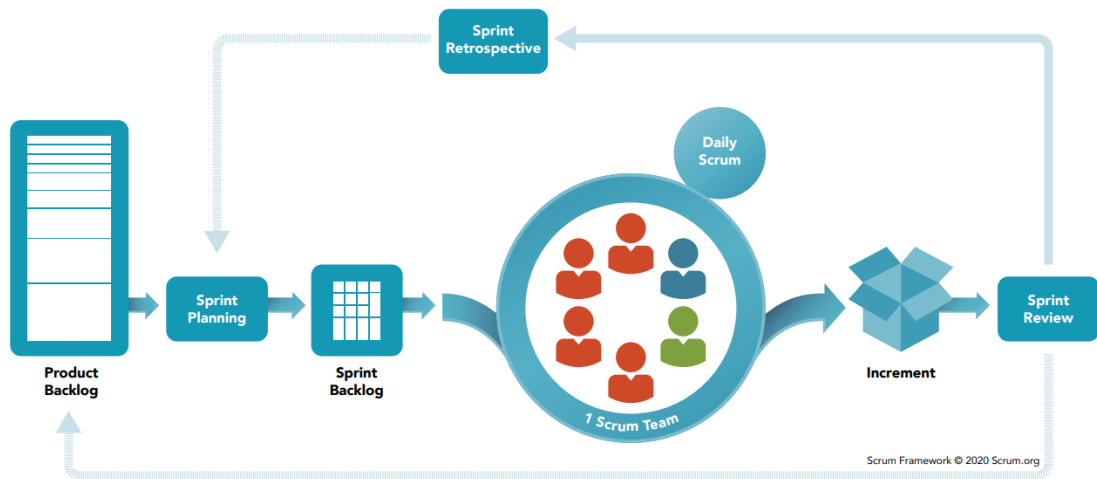 Sprint
Retrospective
Daily
Scrum
Sprint
Planning
Sprint
Review
Product
Backlog
Sprint
Backlog
Increment
1 Scrum Team
Scrum Framework © 2020 Scrum.org